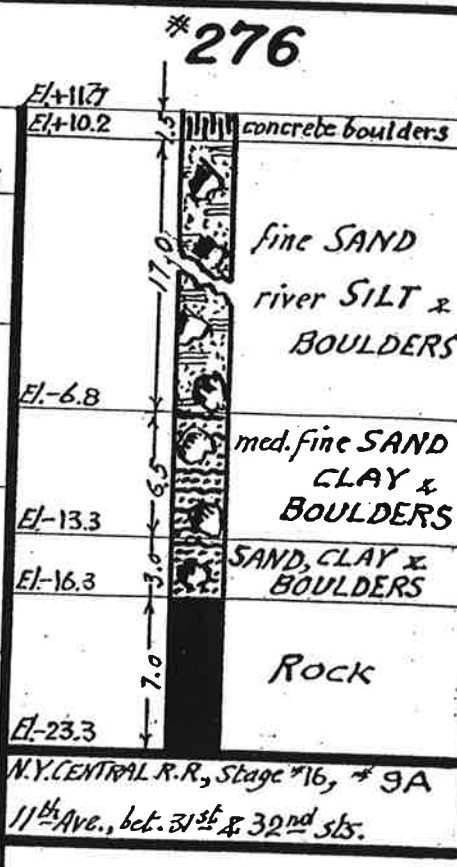 #276
El.+11.7
El.+10.2
1.5
concrete boulders
17.0
fine SAND
river SILT &
BOULDERS
El.-6.8
6.5
med. fine SAND
CLAY &
BOULDERS
El.-13.3
3.0
SAND, CLAY &
BOULDERS
El.-16.3
7.0
ROCK
El.-23.3
N.Y. CENTRAL R.R., Stage #16, #9A
11th Ave., bet. 31st & 32nd sts.